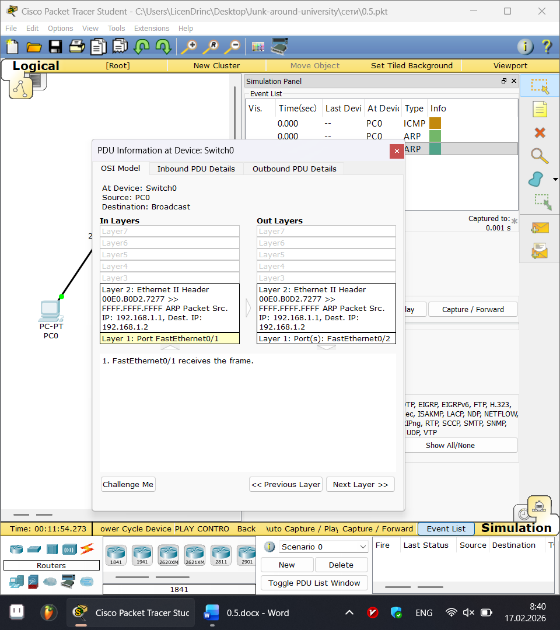 Cisco Packet Tracer Student - C:\Users\LicenDrinc\Desktop\Junk-around-university\сети\0.5.pkt
File Edit Options View Tools Extensions Help
Logical [Root] New Cluster Move Object Set Tiled Background Viewport
Simulation Panel
Event List
Vis. Time(sec) Last Devi At Devic Type Info
0.000 -- PC0 ICMP
0.000 -- PC0 ARP
ARP
PDU Information at Device: Switch0
OSI Model Inbound PDU Details Outbound PDU Details
At Device: Switch0
Source: PC0
Destination: Broadcast
In Layers Out Layers
Layer7 Layer7
Layer6 Layer6
Layer5 Layer5
Layer4 Layer4
Layer3 Layer3
Layer 2: Ethernet II Header Layer 2: Ethernet II Header
00E0.B0D2.7277 >> 00E0.B0D2.7277 >>
FFFF.FFFF.FFFF ARP Packet Src. FFFF.FFFF.FFFF ARP Packet Src.
IP: 192.168.1.1, Dest. IP: IP: 192.168.1.1, Dest. IP:
192.168.1.2 192.168.1.2
Layer 1: Port FastEthernet0/1 Layer 1: Port(s): FastEthernet0/2
1. FastEthernet0/1 receives the frame.
Challenge Me << Previous Layer Next Layer >>
2
PC-PT
PC0
Captured to:
0.001 s
lay Capture / Forward
TP, EIGRP, EIGRPv6, FTP, H.323,
ec, ISAKMP, LACP, NDP, NETFLOW,
IPng, RTP, SCCP, SMTP, SNMP,
UDP, VTP
Show All/None
Time: 00:11:54.273 ower Cycle Device PLAY CONTRO Back Auto Capture / Play Capture / Forward Event List Simulation
Routers
1841 1941 2620XM 2621XM 2811 2901
1841
Scenario 0
New Delete
Toggle PDU List Window
Fire Last Status Source Destination
Cisco Packet Tracer Stuc 0.5.docx - Word ENG 8:40
17.02.2026